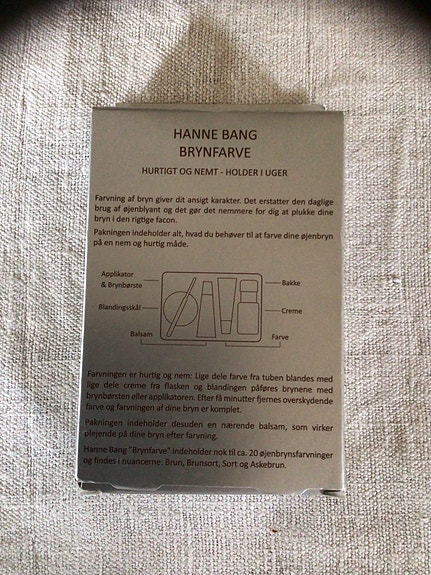 HANNE BANG
BRYNFARVE
HURTIGT OG NEMT - HOLDER I UGER
Farvning af bryn giver dit ansigt karakter. Det erstatter den daglige
brug af øjenblyant og det gør det nemmere for dig at plukke dine
bryn i den rigtige facon.
Pakningen indeholder alt, hvad du behøver til at farve dine øjenbryn
på en nem og hurtig måde.
Applikator
& Brynbørste
Bakke
Blandingsskål
Creme
Balsam
Farve
Farvningen er hurtig og nem: Lige dele farve fra tuben blandes med
lige dele creme fra flasken og blandingen påføres brynene med
brynbørsten eller applikatoren. Efter få minutter fjernes overskydende
farve og farvningen af dine bryn er komplet.
Pakningen indeholder desuden en nærende balsam, som virker
plejende på dine bryn efter farvning.
Hanne Bang "Brynfarve" indeholder nok til ca. 20 øjenbrynsfarvninger
og findes i nuancerne: Brun, Brunsort, Sort og Askebrun.